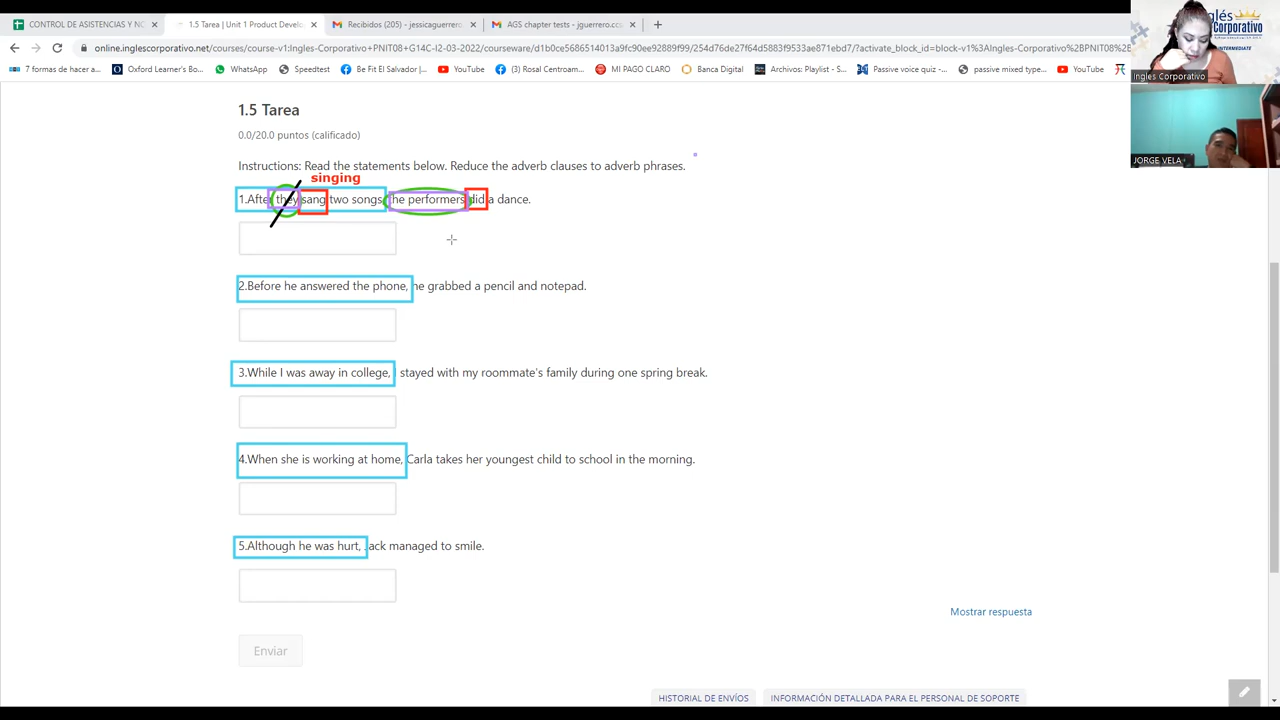 CONTROL DE ASISTENCIAS Y NO
1.5 Tarea | Unit 1 Product Develo
Recibidos (205) - jessicaguerrero
AGS chapter tests - jguerrero.ccu
online.inglescorporativo.net/courses/course-v1:Ingles-Corporativo+PNIT08+G14C-I2-03-2022/courseware/d1b0ce5686514013a9fc90ee92889f99/254d76de27f64d5883f9533ae871ebd7/?activate_block_id=block-v1%3AIngles-Corporativo%2BPNIT08%2BG14C-I2-03-2022%
7 formas de hacer a...
Oxford Learner's Bo...
WhatsApp
Speedtest
Be Fit El Salvador |...
YouTube
(3) Rosal Centroam...
MI PAGO CLARO
Banca Digital
Archivos: Playlist - S...
Passive voice quiz -...
passive mixed type...
YouTube
Inglés
Corporativo
INTERMEDIATE
Ingles Corporativo
JORGE VELA
1.5 Tarea
0.0/20.0 puntos (calificado)
Instructions: Read the statements below. Reduce the adverb clauses to adverb phrases.
singing
1.After they sang two songs, the performers did a dance.
2.Before he answered the phone, he grabbed a pencil and notepad.
3.While I was away in college, I stayed with my roommate's family during one spring break.
4.When she is working at home, Carla takes her youngest child to school in the morning.
5.Although he was hurt, Jack managed to smile.
Mostrar respuesta
Enviar
HISTORIAL DE ENVÍOS
INFORMACIÓN DETALLADA PARA EL PERSONAL DE SOPORTE